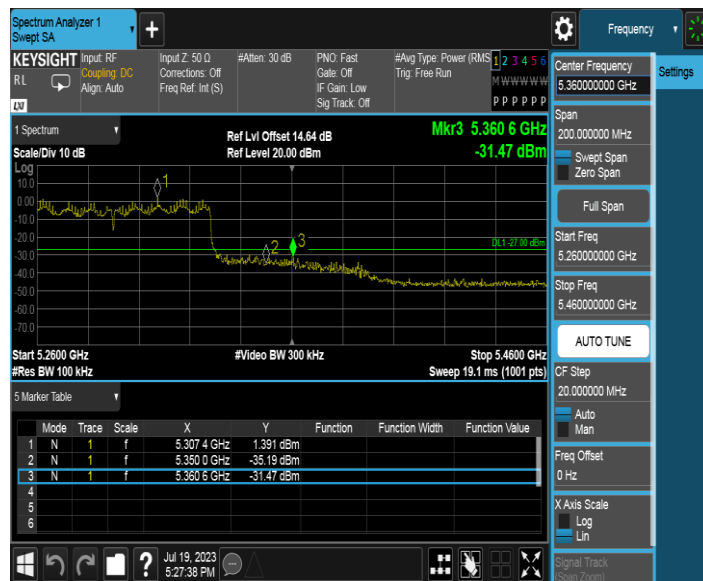 Spectrum Analyzer 1
Swept SA
+
Frequency
KEYSIGHT
RL
LXI
Input: RF
Coupling: DC
Align: Auto
Input Z: 50 Ω
Corrections: Off
Freq Ref: Int (S)
#Atten: 30 dB
PNO: Fast
Gate: Off
IF Gain: Low
Sig Track: Off
#Avg Type: Power (RMS
Trig: Free Run
1 2 3 4 5 6
M W W W W W
P P P P P P
1 Spectrum
Scale/Div 10 dB
Ref Lvl Offset 14.64 dB
Ref Level 20.00 dBm
Mkr3 5.360 6 GHz
-31.47 dBm
Log
10.0
0.00
-10.0
-20.0
-30.0
-40.0
-50.0
-60.0
-70.0
1
2
3
DL1 -27.00 dBm
Start 5.2600 GHz
#Video BW 300 kHz
Stop 5.4600 GHz
#Res BW 100 kHz
Sweep 19.1 ms (1001 pts)
5 Marker Table
Mode Trace Scale X Y Function Function Width Function Value
1 N 1 f 5.307 4 GHz 1.391 dBm
2 N 1 f 5.350 0 GHz -35.19 dBm
3 N 1 f 5.360 6 GHz -31.47 dBm
4
5
6
?
Jul 19, 2023
5:27:38 PM
Center Frequency
5.360000000 GHz
Settings
Span
200.000000 MHz
Swept Span
Zero Span
Full Span
Start Freq
5.260000000 GHz
Stop Freq
5.460000000 GHz
AUTO TUNE
CF Step
20.000000 MHz
Auto
Man
Freq Offset
0 Hz
X Axis Scale
Log
Lin
Signal Track
(Span Zoom)